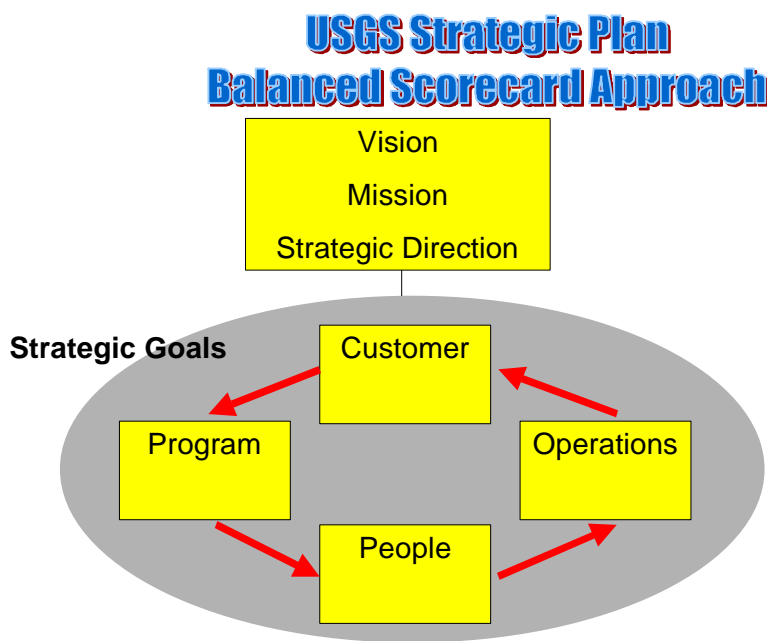 USGS Strategic Plan
Balanced Scorecard Approach
Vision
Mission
Strategic Direction
Strategic Goals
Customer
Program
Operations
People